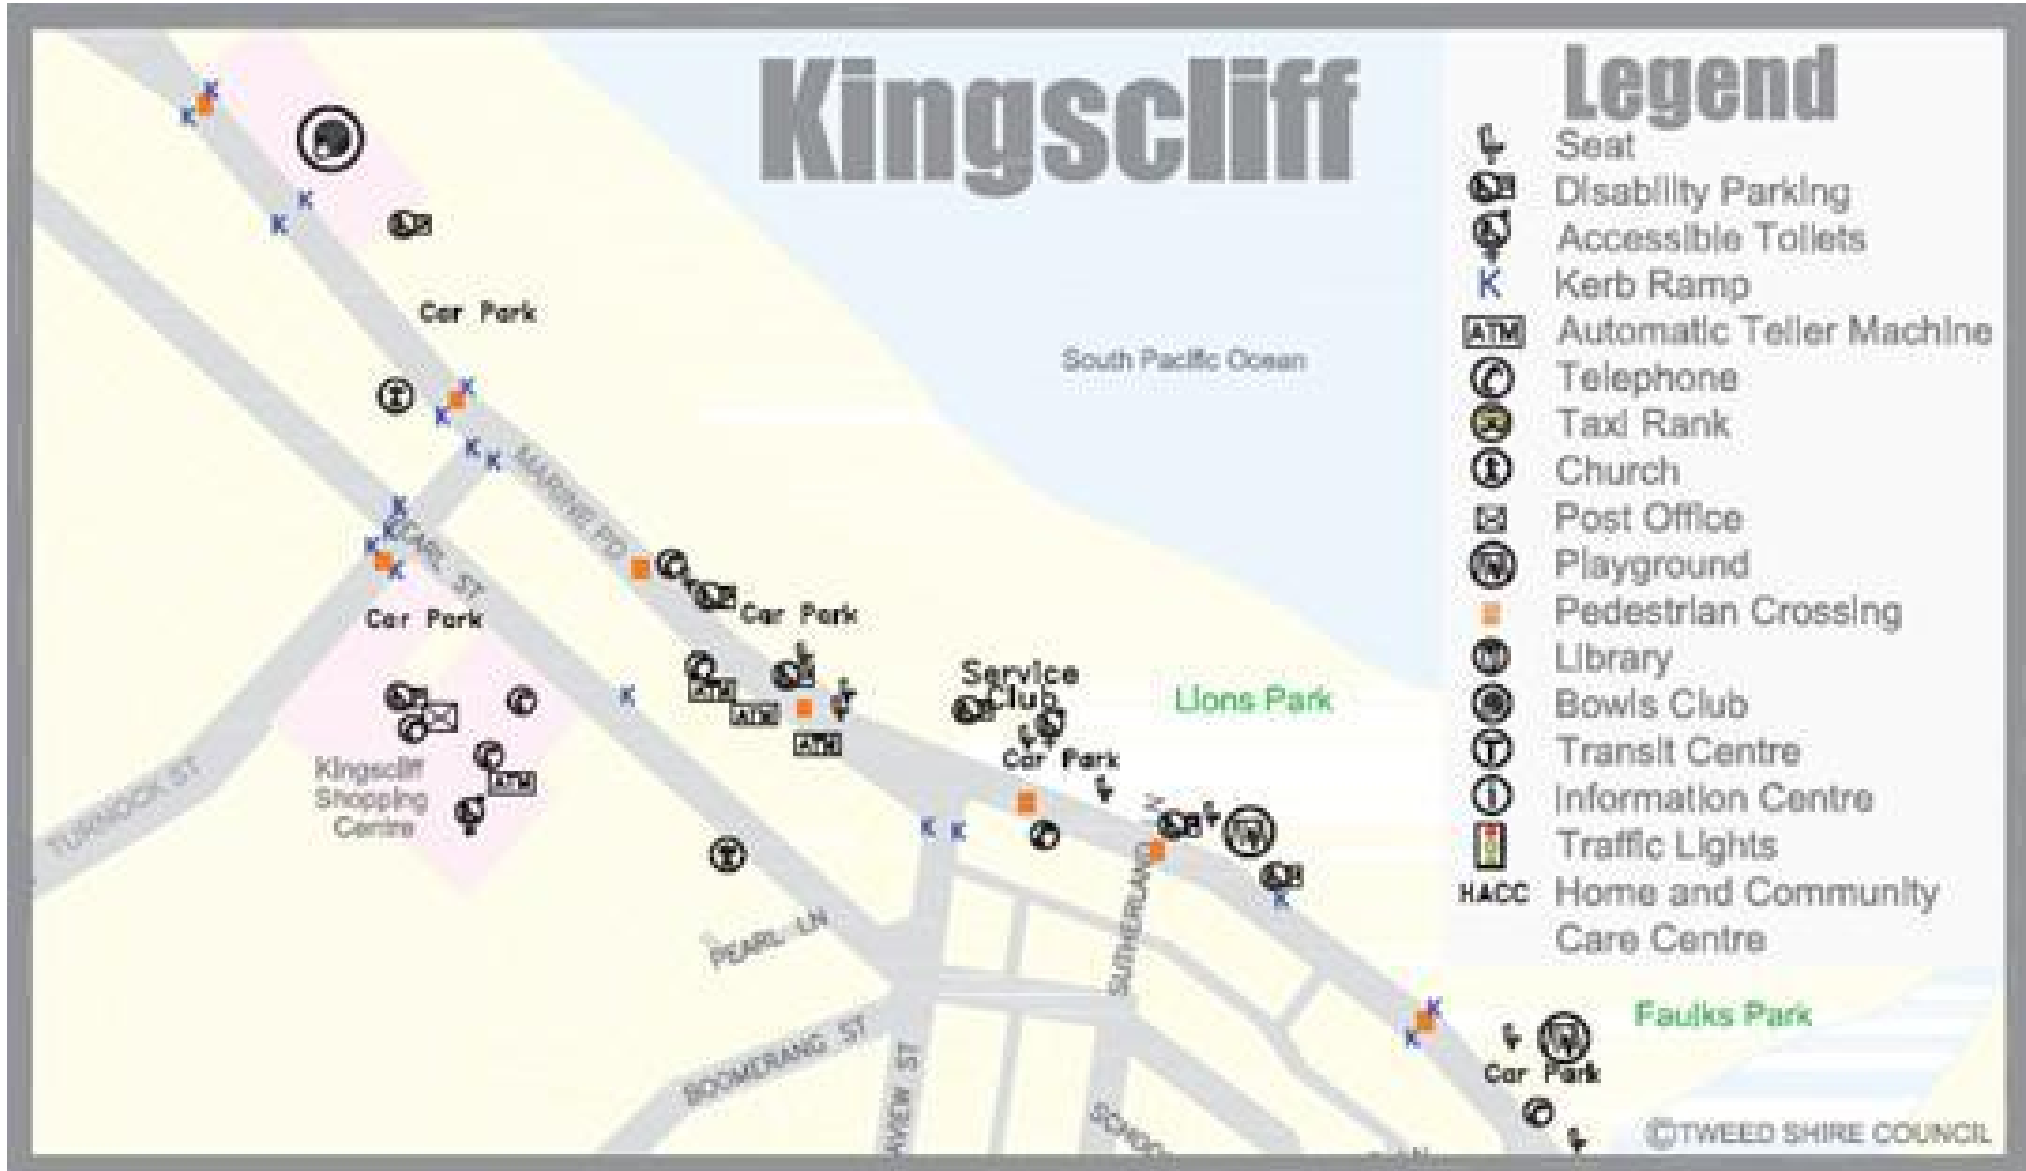 Kingscliff
Legend
Seat
Disability Parking
Accessible Toilets
K Kerb Ramp
ATM Automatic Teller Machine
Telephone
Taxi Rank
Church
Post Office
Playground
Pedestrian Crossing
Library
Bowls Club
T Transit Centre
i Information Centre
Traffic Lights
HACC Home and Community
Care Centre
K
K
K
K
Car Park
South Pacific Ocean
K
K
K
K
MARINE PD
K
K
K
K
PEARL ST
Car Park
Car Park
K
ATM
ATM
ATM
Service
Club
Lions Park
Car Park
Kingscliff
Shopping
Centre
ATM
TURNOCK ST
T
K
K
K
SUTHERLAND
PEARL LN
BOOMERANG ST
AVIEW ST
SCHOO
K
K
Faulks Park
Car Park
©TWEED SHIRE COUNCIL